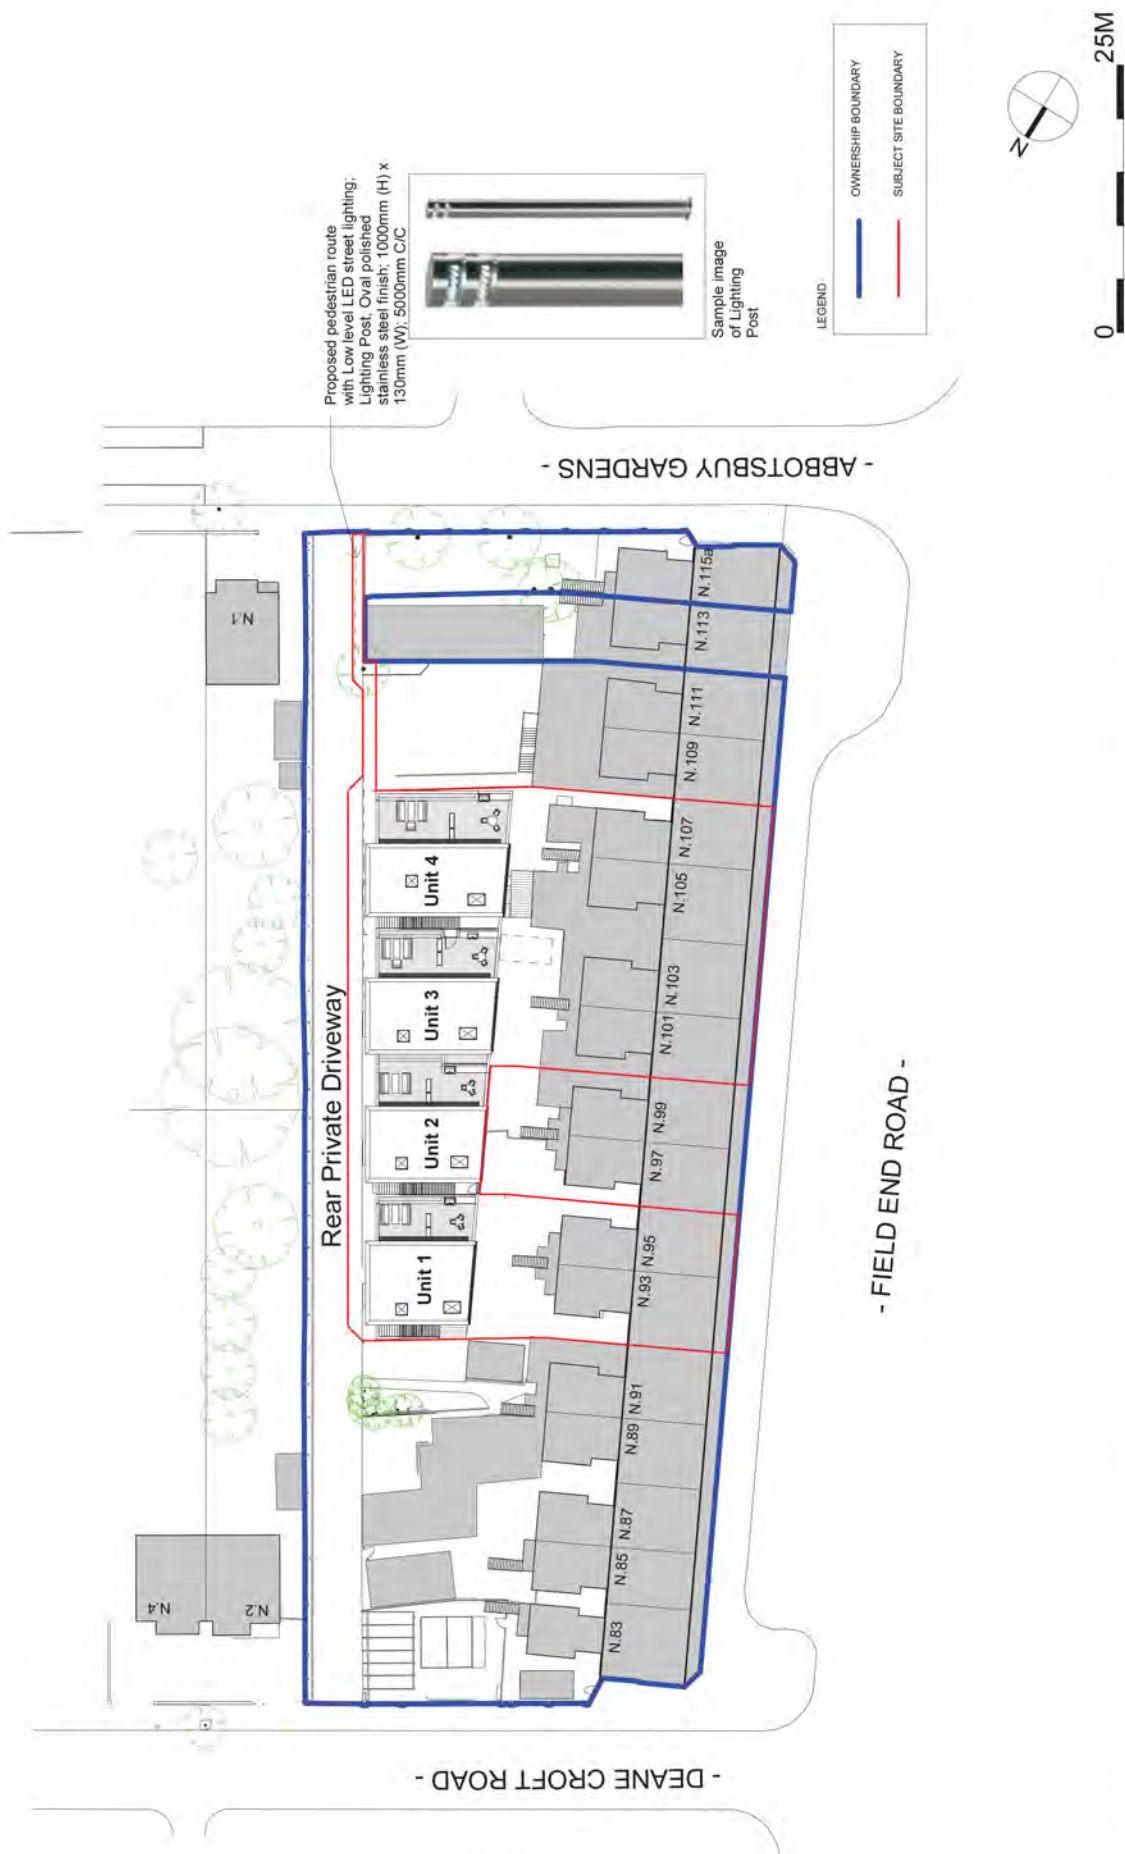 Proposed pedestrian route
with Low level LED street lighting;
Lighting Post, Oval polished
stainless steel finish; 1000mm (H) x
130mm (W); 5000mm C/C
Sample image
of Lighting
Post
LEGEND
OWNERSHIP BOUNDARY
SUBJECT SITE BOUNDARY
N
0
25M
- ABBOTSBUY GARDENS -
N.1
Rear Private Driveway
Unit 1
Unit 2
Unit 3
Unit 4
N.83
N.85
N.87
N.89
N.91
N.93
N.95
N.97
N.99
N.101
N.103
N.105
N.107
N.109
N.111
N.113
N.115a
N.4
N.2
- FIELD END ROAD -
- DEANE CROFT ROAD -